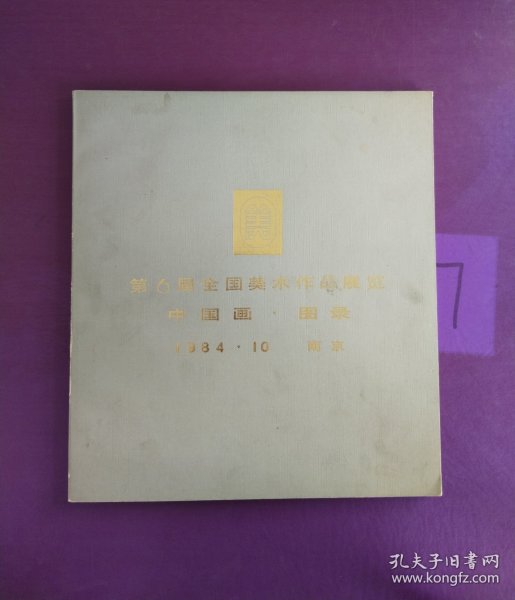 第6届全国美术作品展览
中国画·图录
1984·10 南京
7
孔夫子旧书网
www.kongfz.com